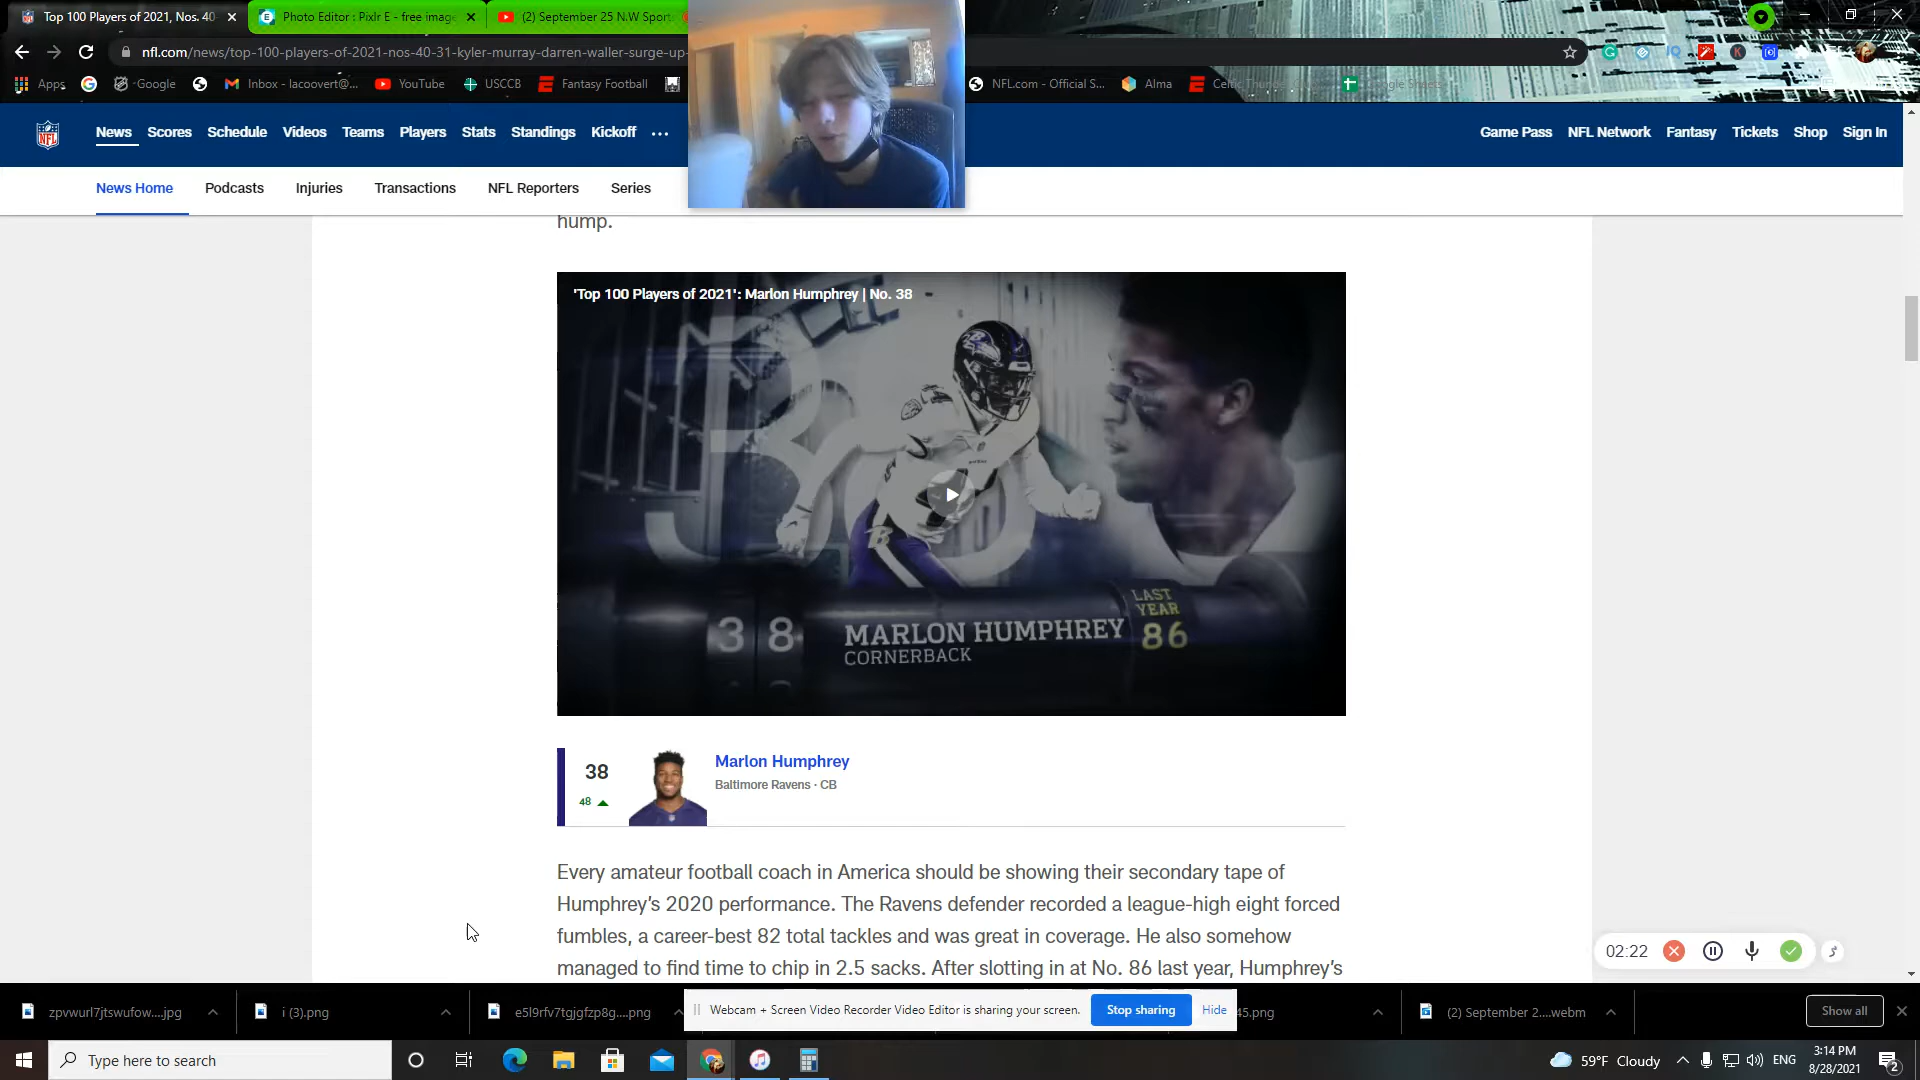 Top 100 Players of 2021, Nos. 40
Photo Editor : Pixlr E - free image
(2) September 25 N.W Sport
nfl.com/news/top-100-players-of-2021-nos-40-31-kyler-murray-darren-waller-surge-up-
Apps
Google
Inbox - lacoovert@...
YouTube
USCCB
Fantasy Football
NFL.com - Official S...
Alma
News Scores Schedule Videos Teams Players Stats Standings Kickoff ...
Game Pass NFL Network Fantasy Tickets Shop Sign In
News Home Podcasts Injuries Transactions NFL Reporters Series
hump.
'Top 100 Players of 2021': Marlon Humphrey | No. 38
LAST
YEAR
86
38
MARLON HUMPHREY
CORNERBACK
38
48
Marlon Humphrey
Baltimore Ravens · CB
Every amateur football coach in America should be showing their secondary tape of
Humphrey's 2020 performance. The Ravens defender recorded a league-high eight forced
fumbles, a career-best 82 total tackles and was great in coverage. He also somehow
managed to find time to chip in 2.5 sacks. After slotting in at No. 86 last year, Humphrey's
02:22
zpvwurl7jtswufow....jpg
i (3).png
e5l9rfv7tgjgfzp8g....png
Webcam + Screen Video Recorder Video Editor is sharing your screen.
Stop sharing
Hide
45.png
(2) September 2....webm
Show all
Type here to search
59°F Cloudy
ENG
3:14 PM
8/28/2021
2